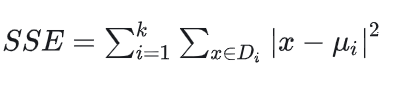 SSE = ∑_{i=1}^{k} ∑_{x∈D_i} |x − μ_i|^2